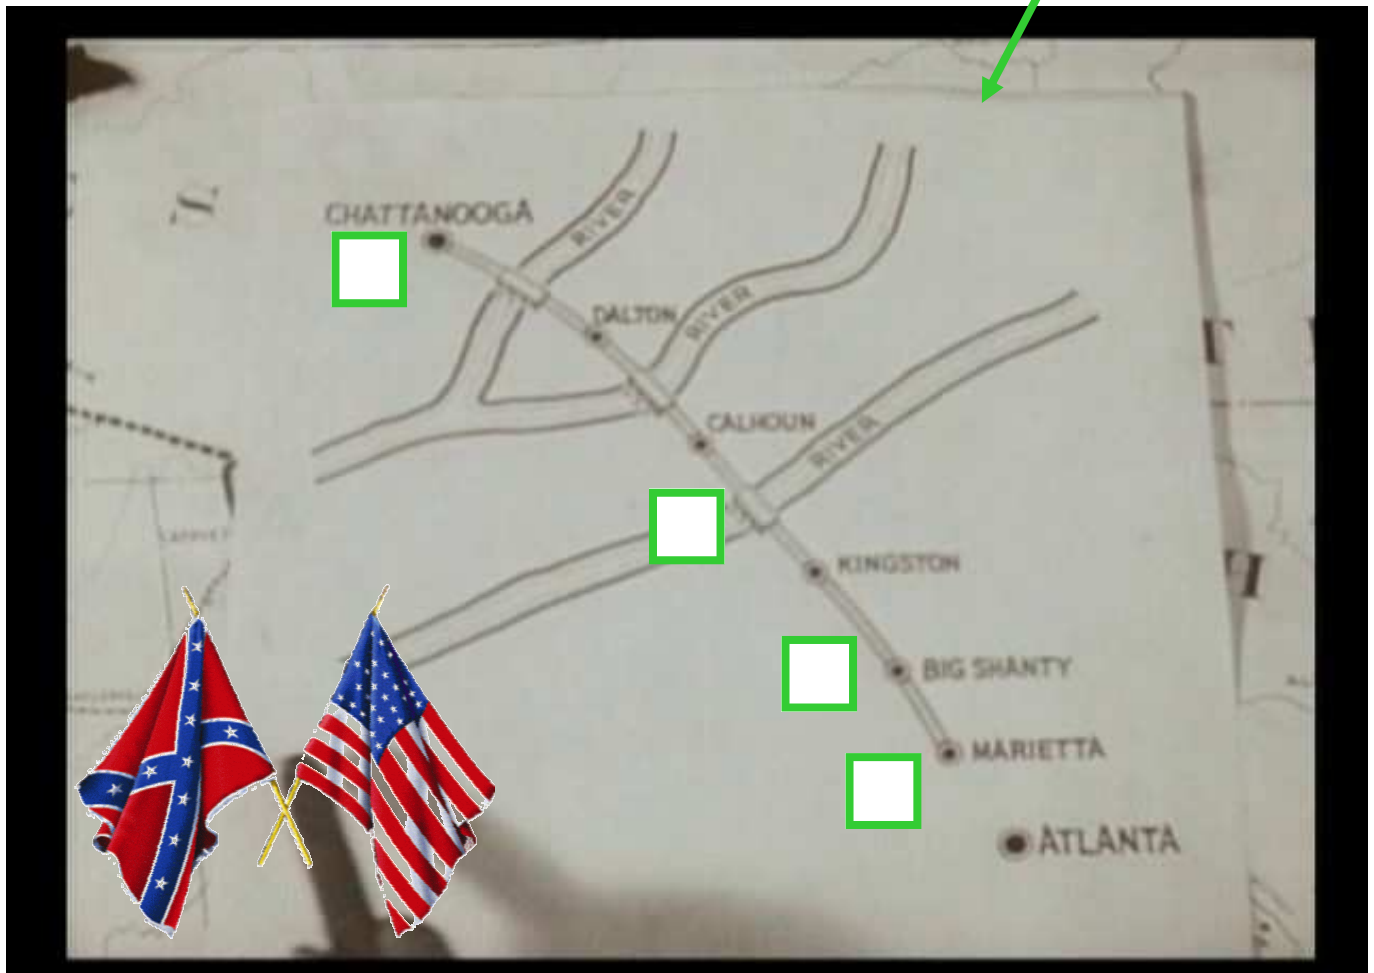 CHATTANOOGA
RIVER
DALTON
RIVER
CALHOUN
RIVER
KINGSTON
BIG SHANTY
MARIETTA
ATLANTA